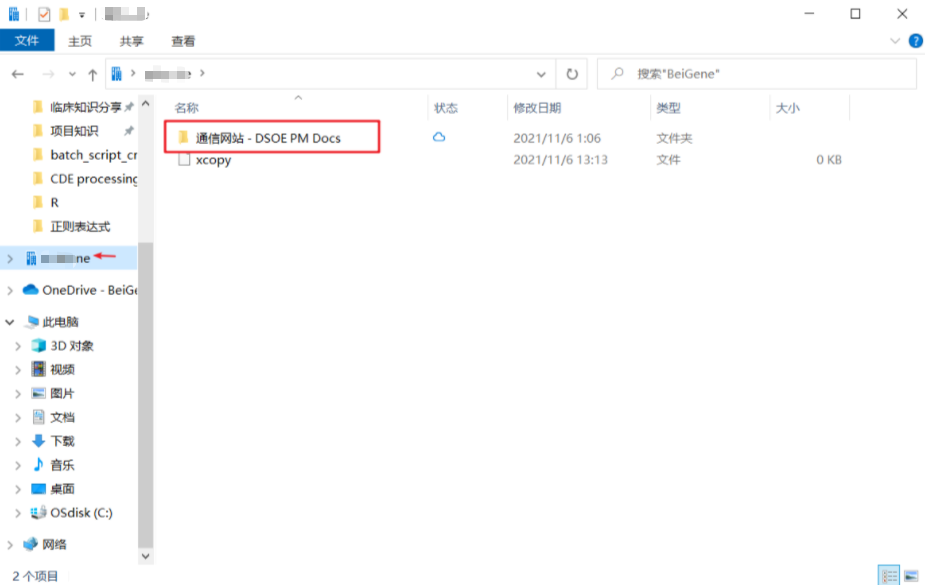 文件 主页 共享 查看
搜索"BeiGene"
名称 状态 修改日期 类型 大小
通信网站 - DSOE PM Docs 2021/11/6 1:06 文件夹
xcopy 2021/11/6 13:13 文件 0 KB
临床知识分享
项目知识
batch_script_cr
CDE processing
R
正则表达式
ne
OneDrive - BeiGe
此电脑
3D 对象
视频
图片
文档
下载
音乐
桌面
OSdisk (C:)
网络
2 个项目